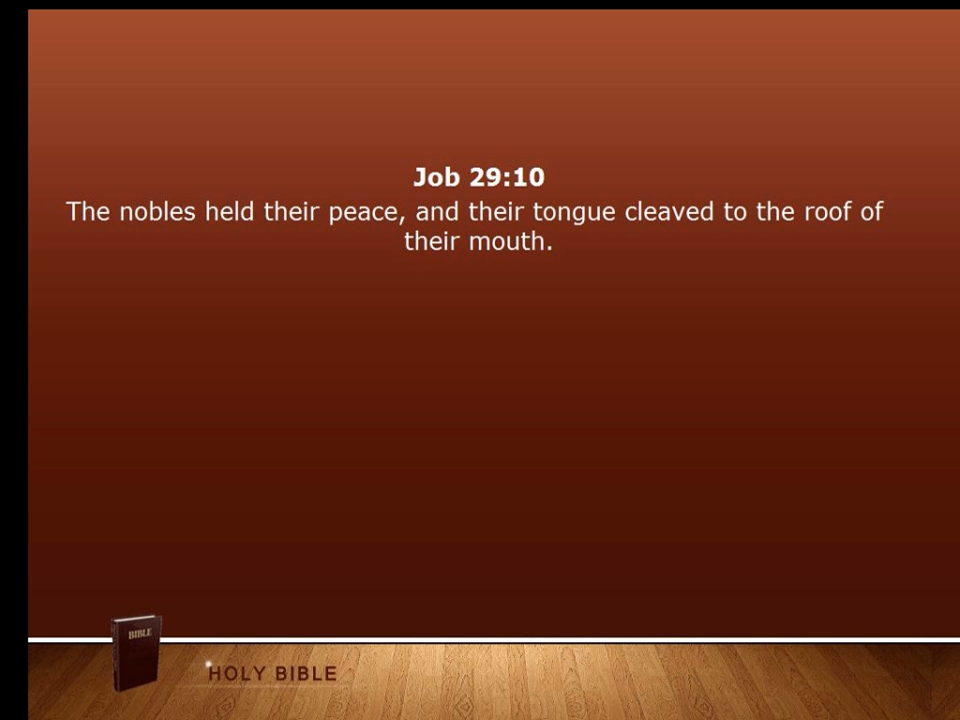 Job 29:10
The nobles held their peace, and their tongue cleaved to the roof of
their mouth.
BIBLE
HOLY BIBLE